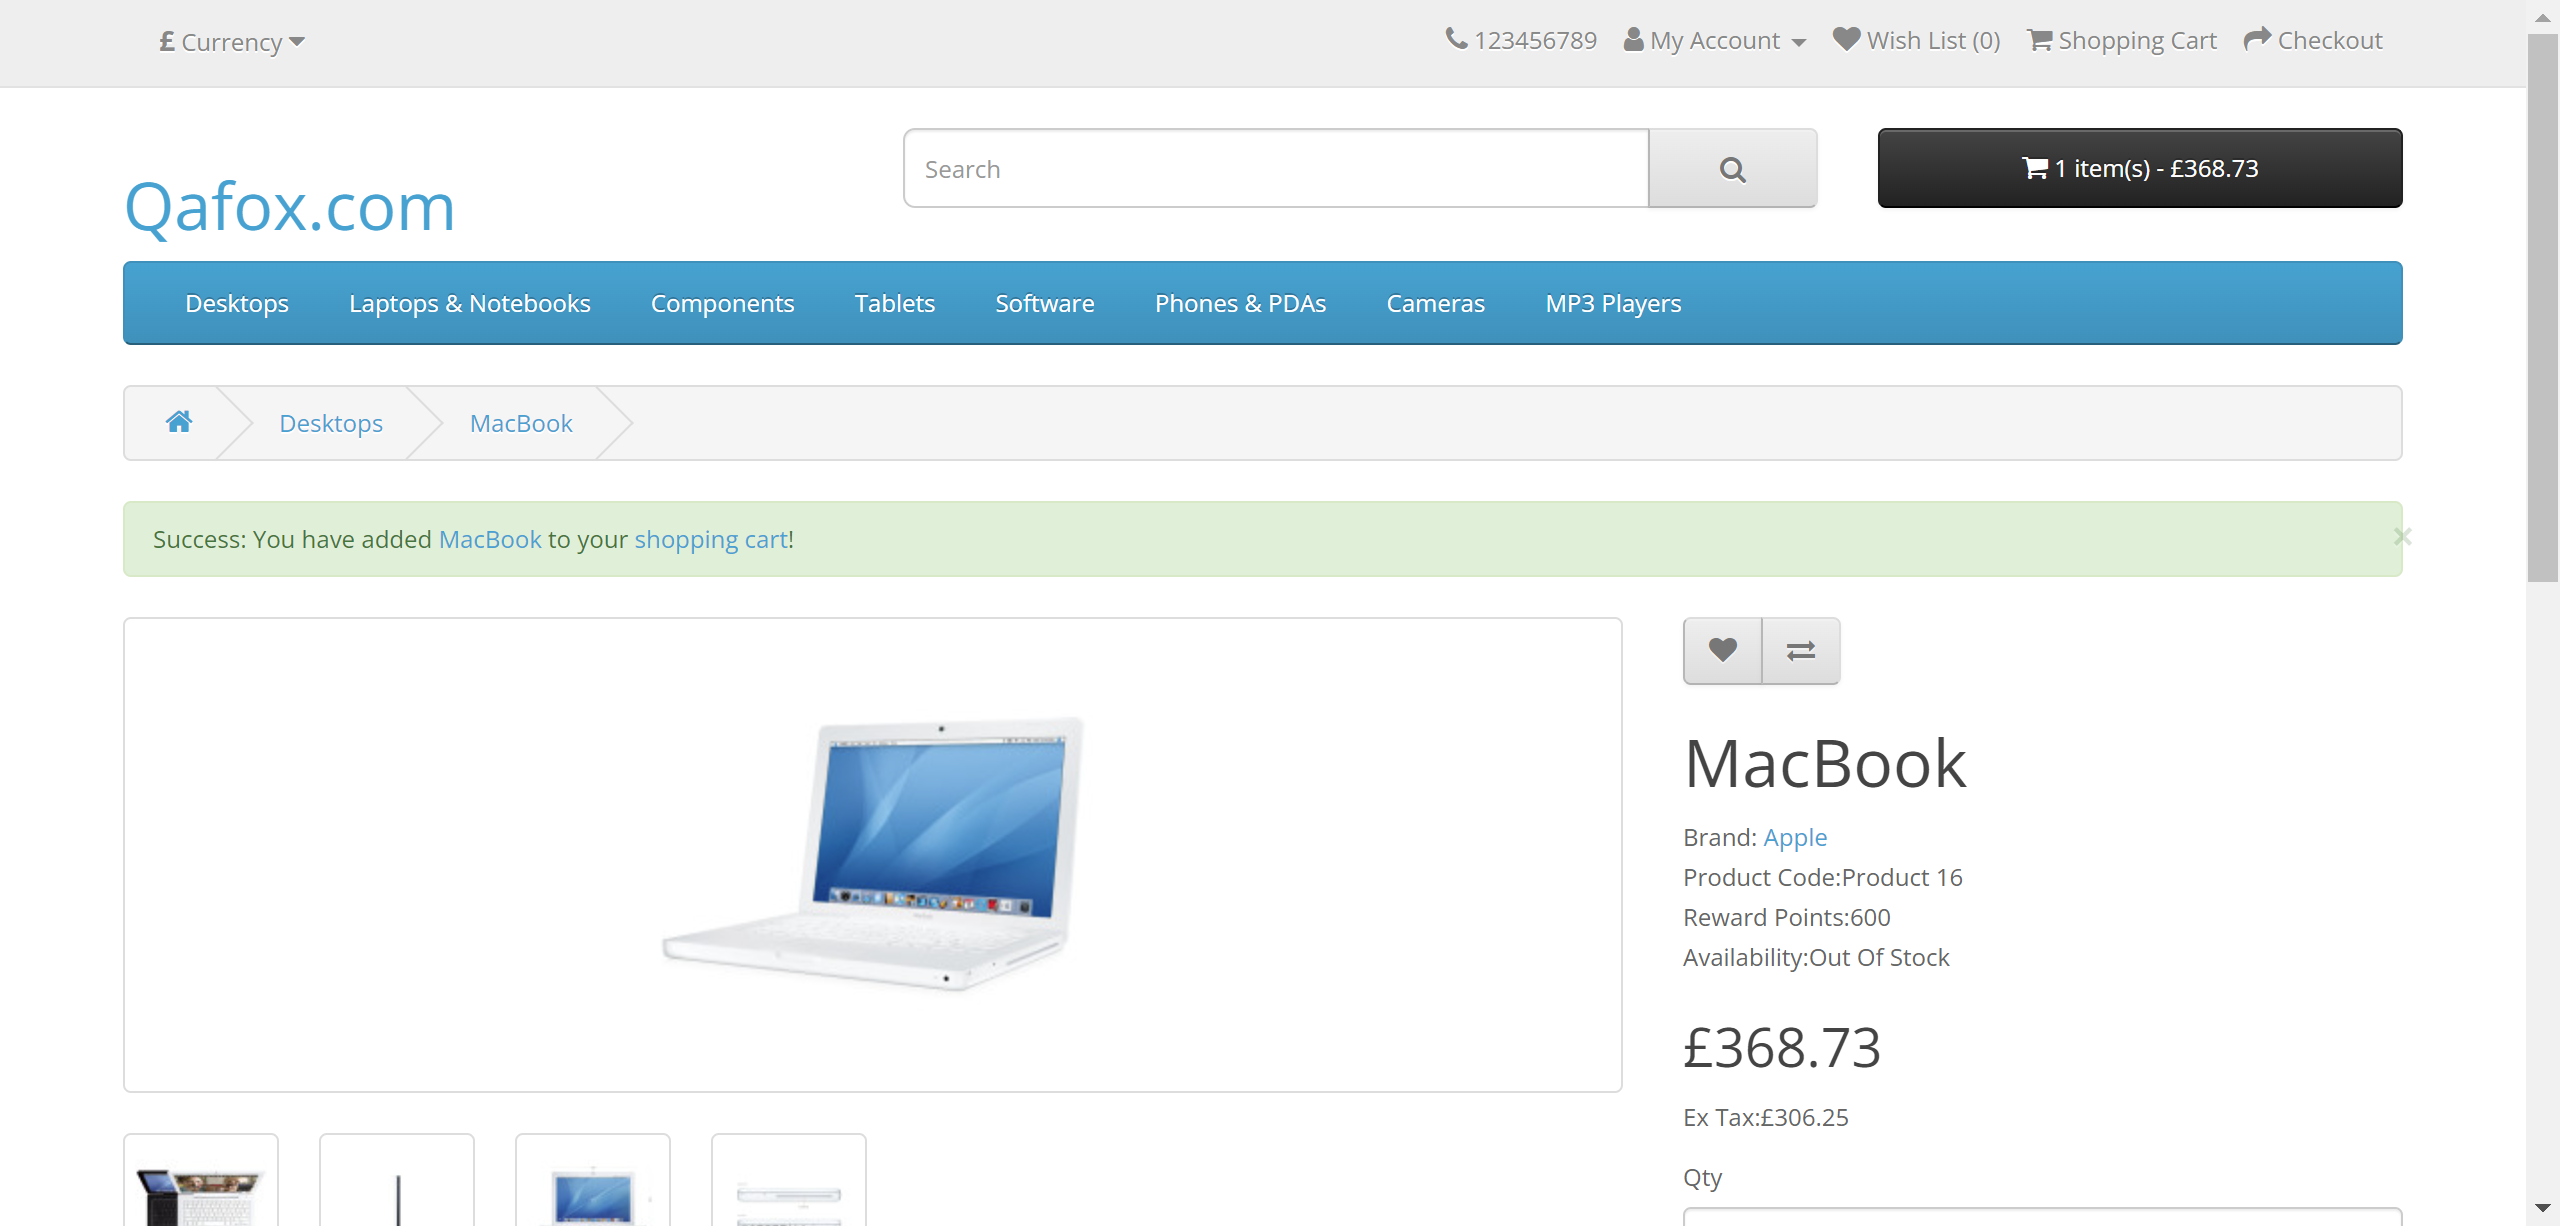 £ Currency
123456789 My Account Wish List (0) Shopping Cart Checkout
Qafox.com
Search
1 item(s) - £368.73
Desktops Laptops & Notebooks Components Tablets Software Phones & PDAs Cameras MP3 Players
Desktops MacBook
Success: You have added MacBook to your shopping cart!
×
MacBook
Brand: Apple
Product Code:Product 16
Reward Points:600
Availability:Out Of Stock
£368.73
Ex Tax:£306.25
Qty